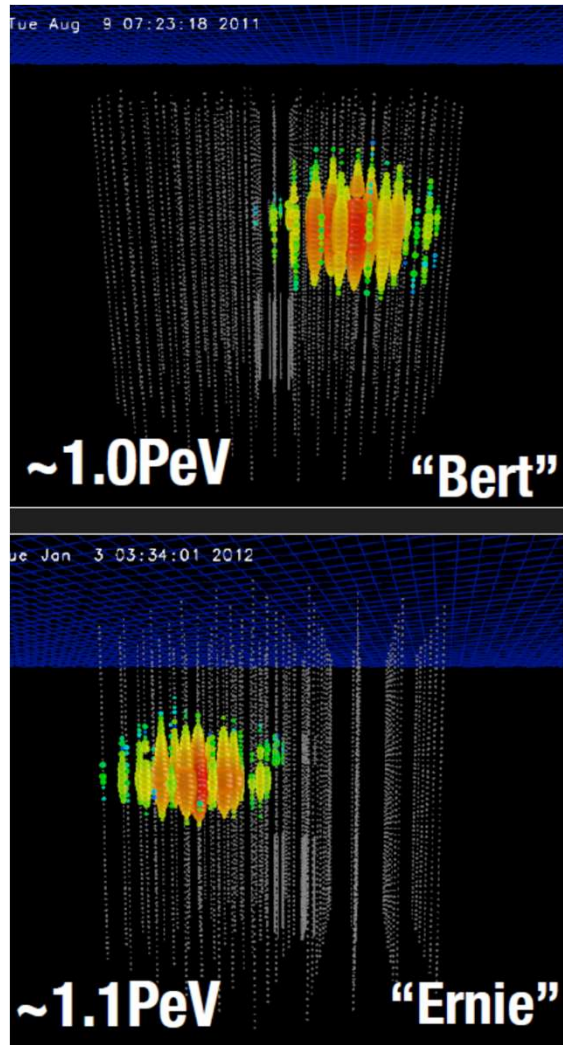 Tue Aug 9 07:23:18 2011
~1.0PeV
“Bert”
ue Jan 3 03:34:01 2012
~1.1PeV
“Ernie”